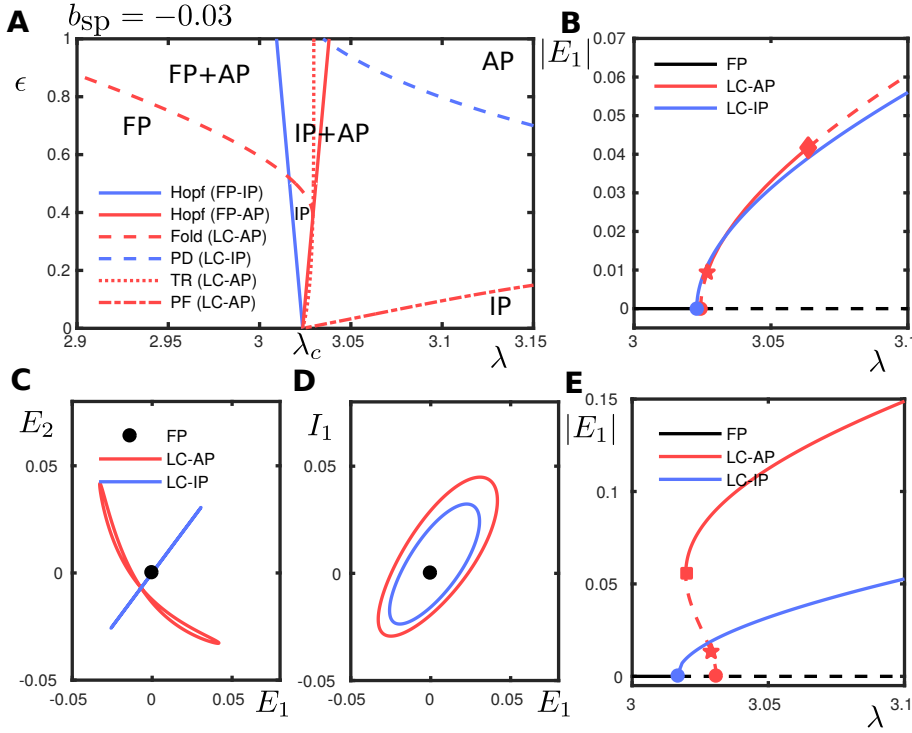 A
b_sp = −0.03
ϵ
1
0.8
0.6
0.4
0.2
0
FP+AP
FP
IP+AP
AP
IP
IP
Hopf (FP-IP)
Hopf (FP-AP)
Fold (LC-AP)
PD (LC-IP)
TR (LC-AP)
PF (LC-AP)
2.9 2.95 3 λ_c 3.05 3.1 3.15
λ
B
|E_1|
0.07
0.06
0.05
0.04
0.03
0.02
0.01
0
FP
LC-AP
LC-IP
3 3.05 3.1
λ
C
E_2
0.05
0
-0.05
FP
LC-AP
LC-IP
-0.05 0 0.05
E_1
D
I_1
0.05
0
-0.05
-0.05 0 0.05
E_1
E
|E_1|
0.15
0.1
0.05
0
FP
LC-AP
LC-IP
3 3.05 3.1
λ